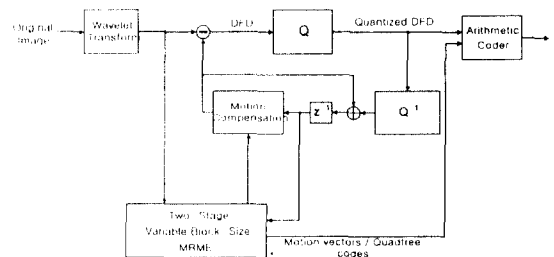 Original
Image
Wavelet
Transform
DFD
Q
Quantized DFD
Arithmetic
Coder
Motion
Compensation
z⁻¹
Q⁻¹
Two Stage
Variable Block Size
MRME
Motion vectors / Quadtree
codes